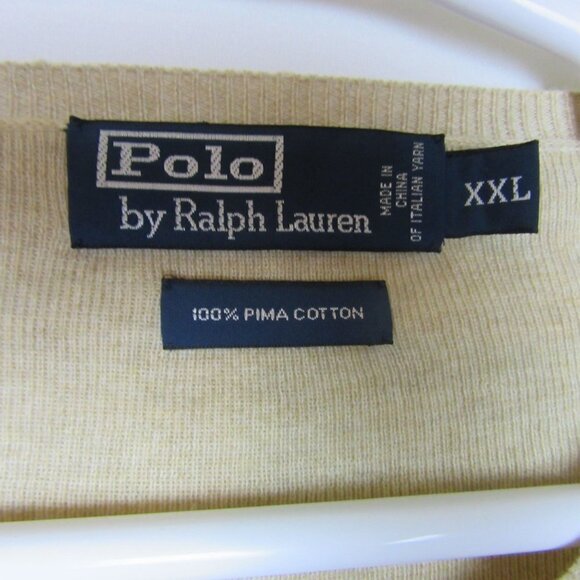 Polo
by Ralph Lauren
MADE IN
CHINA
OF ITALIAN YARN
XXL
100% PIMA COTTON